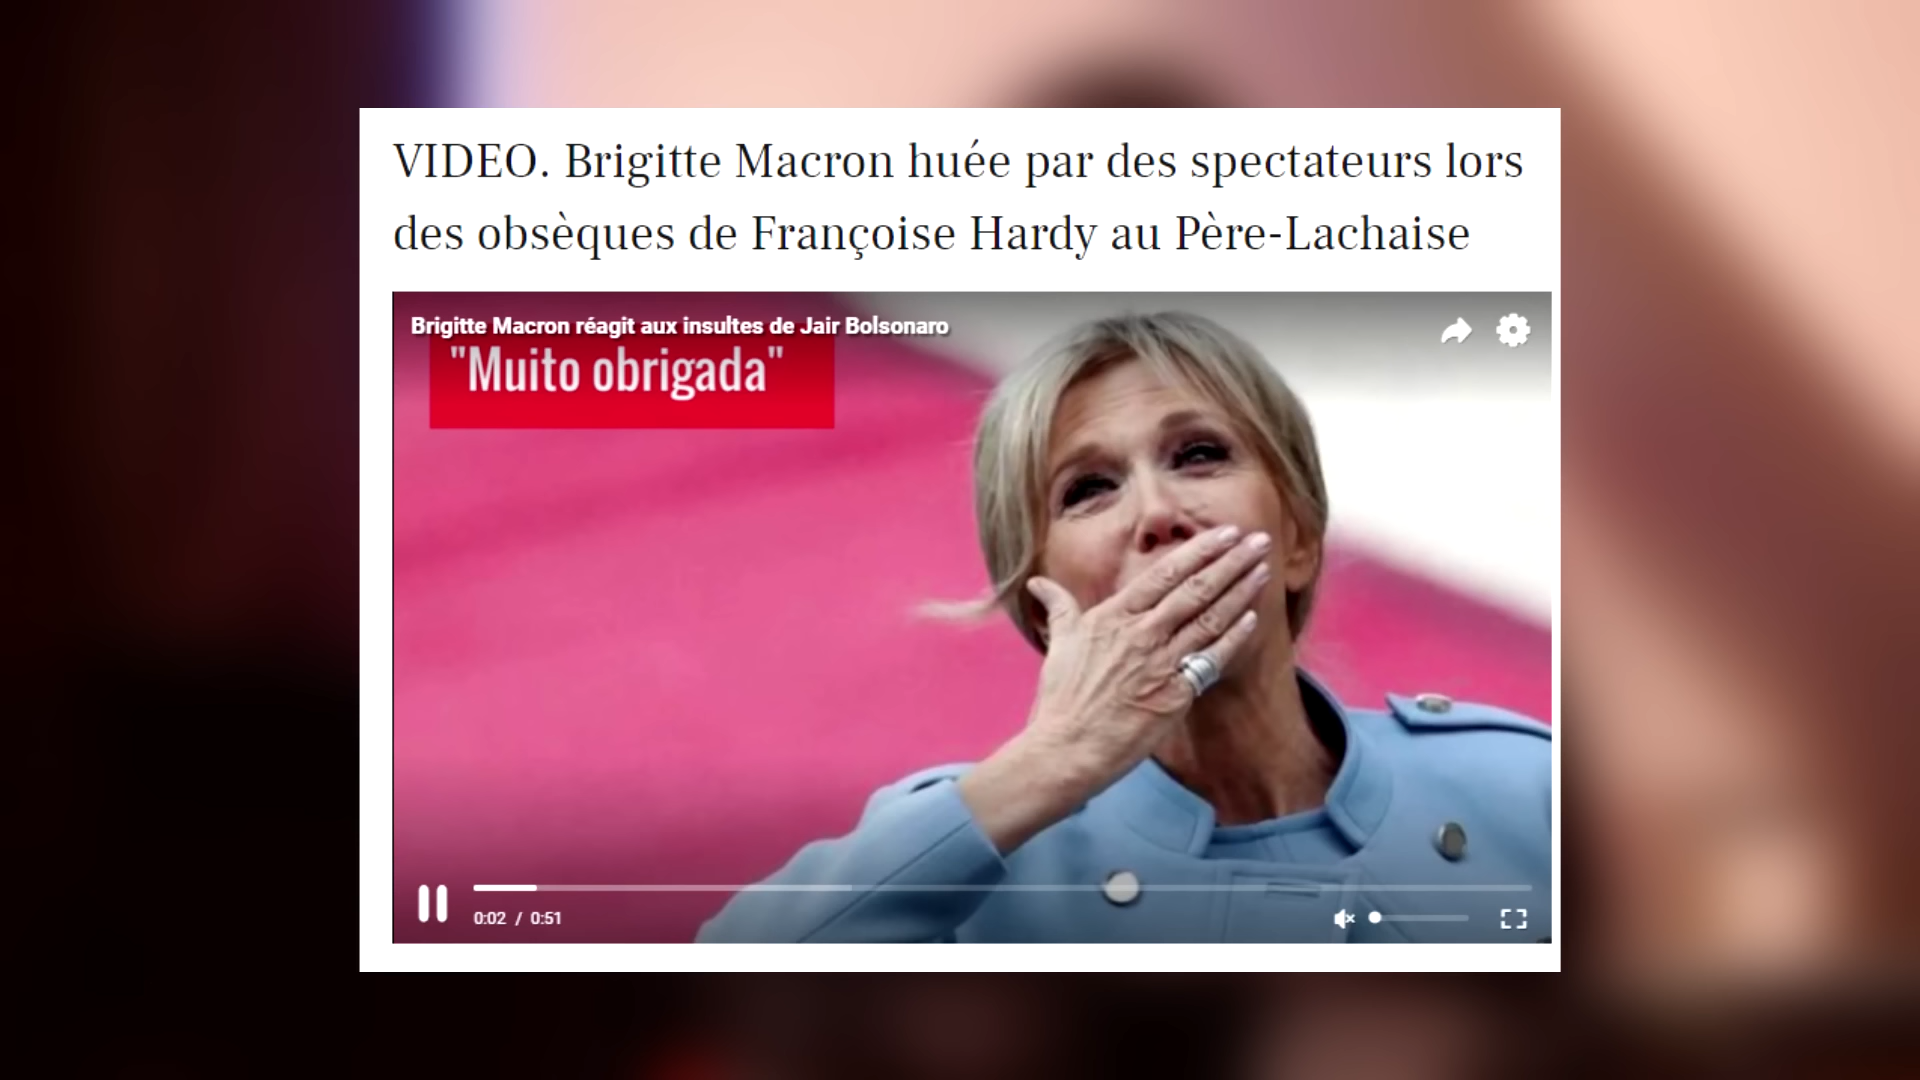 VIDEO. Brigitte Macron huée par des spectateurs lors
des obsèques de Françoise Hardy au Père-Lachaise
Brigitte Macron réagit aux insultes de Jair Bolsonaro
"Muito obrigada"
0:02 / 0:51